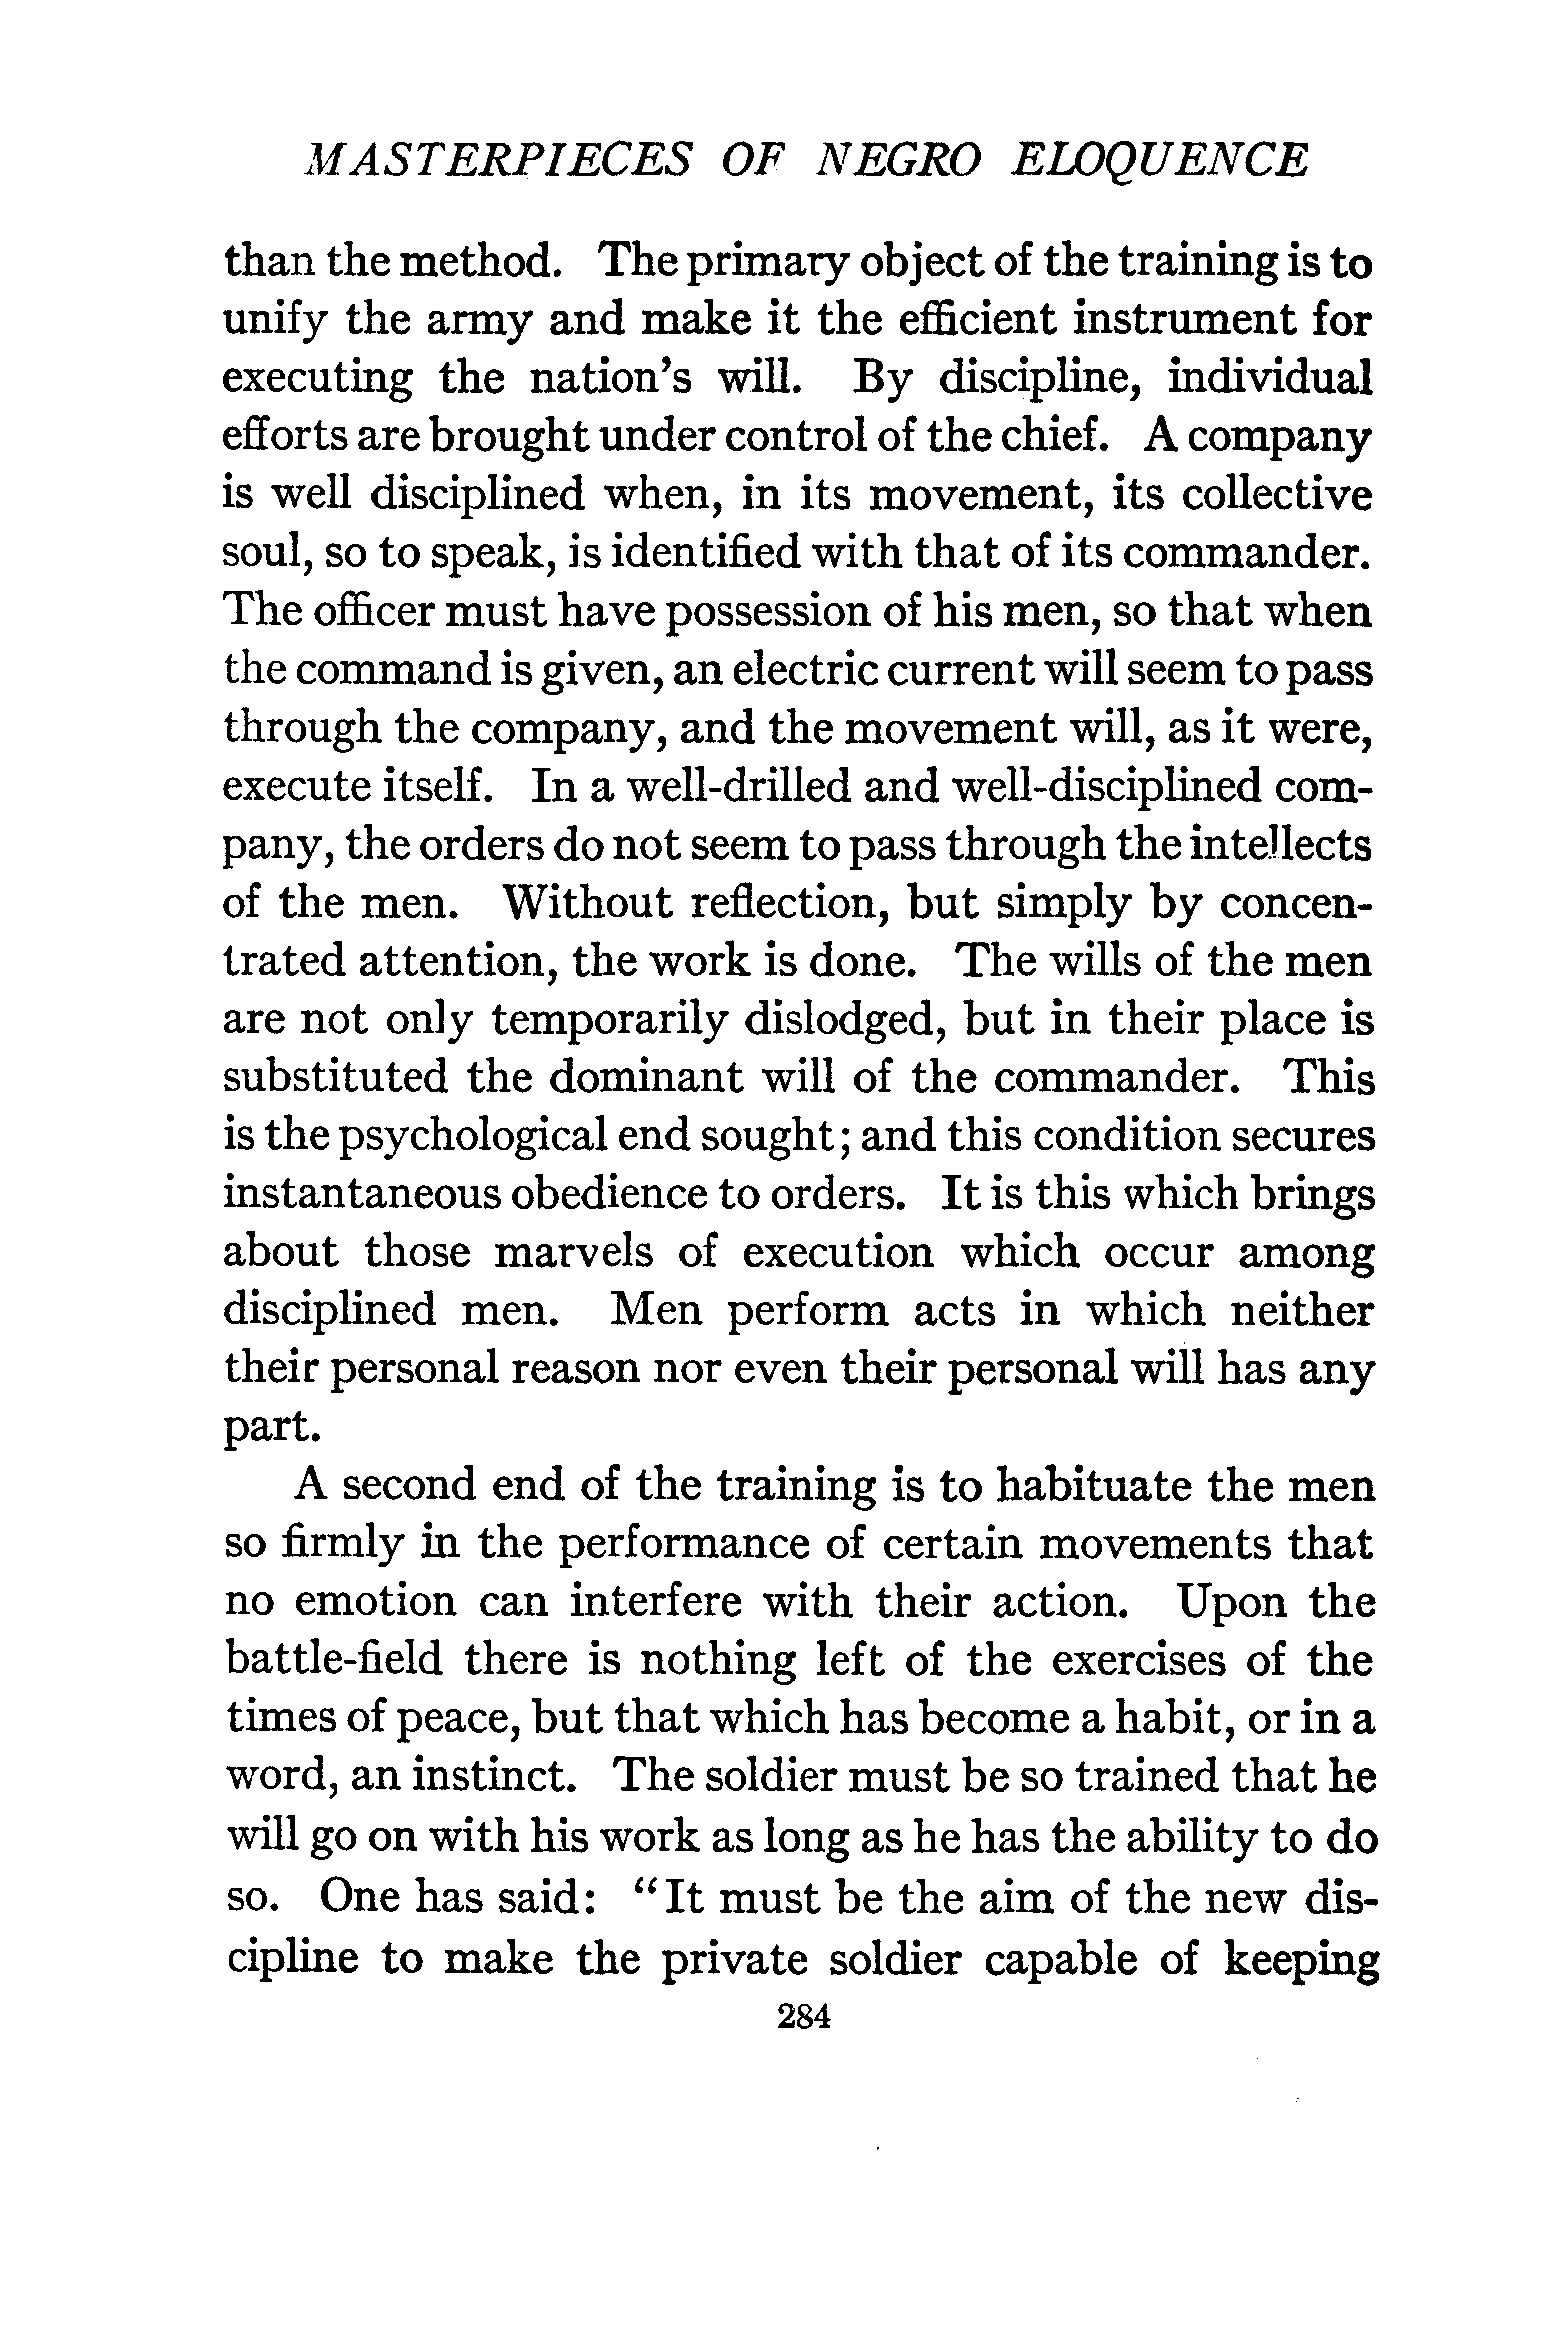 MASTERPIECES OF NEGRO ELOQUENCE
than the method. The primary object of the training is to
unify the army and make it the efficient instrument for
executing the nation's will. By discipline, individual
efforts are brought under control of the chief. A company
is well disciplined when, in its movement, its collective
soul, so to speak, is identified with that of its commander.
The officer must have possession of his men, so that when
the command is given, an electric current will seem to pass
through the company, and the movement will, as it were,
execute itself. In a well-drilled and well-disciplined com-
pany, the orders do not seem to pass through the intellects
of the men. Without reflection, but simply by concen-
trated attention, the work is done. The wills of the men
are not only temporarily dislodged, but in their place is
substituted the dominant will of the commander. This
is the psychological end sought; and this condition secures
instantaneous obedience to orders. It is this which brings
about those marvels of execution which occur among
disciplined men. Men perform acts in which neither
their personal reason nor even their personal will has any
part.
A second end of the training is to habituate the men
so firmly in the performance of certain movements that
no emotion can interfere with their action. Upon the
battle-field there is nothing left of the exercises of the
times of peace, but that which has become a habit, or in a
word, an instinct. The soldier must be so trained that he
will go on with his work as long as he has the ability to do
so. One has said: "It must be the aim of the new dis-
cipline to make the private soldier capable of keeping
284